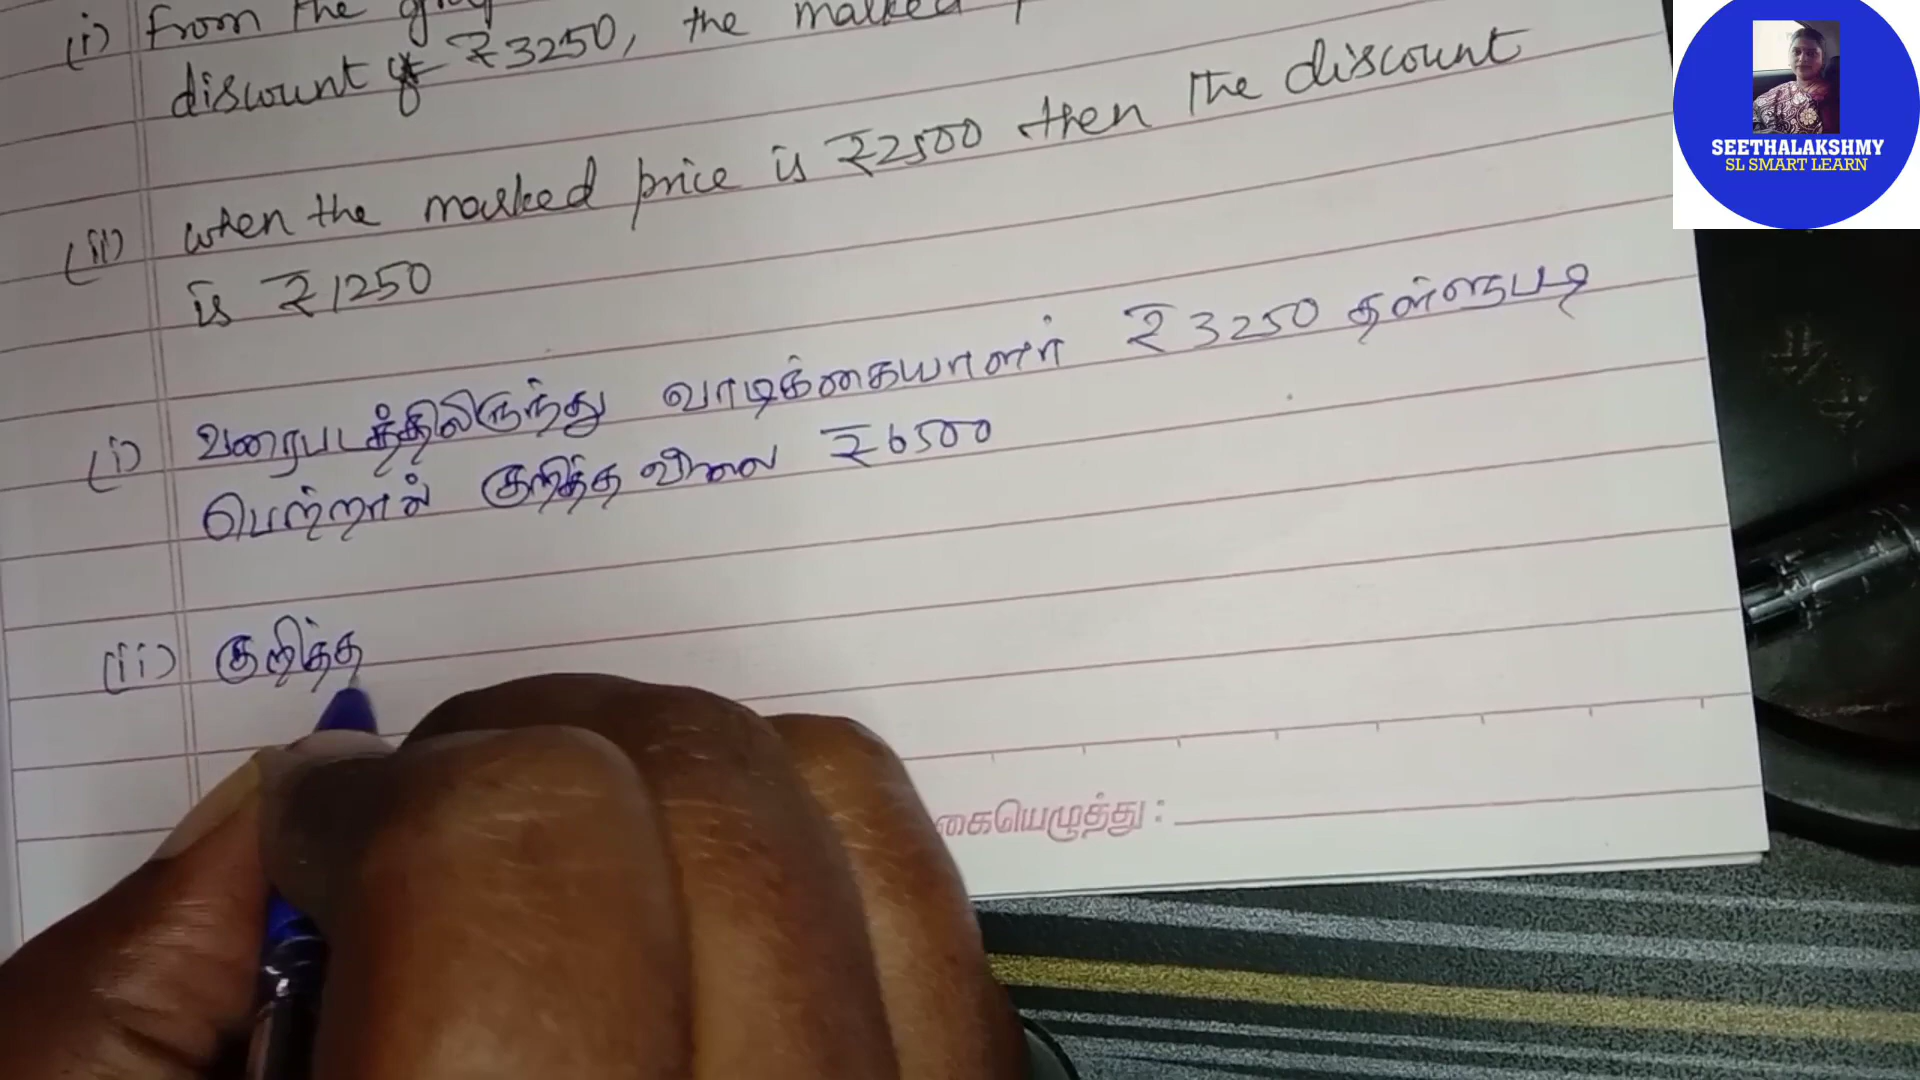 (i) From the
discount of ₹3250, the marked
(ii) when the marked price is ₹2500 then the discount
is ₹1250
(i) வரைபடத்திலிருந்து வாடிக்கையாளர் ₹3250 தள்ளுபடி
பெற்றால் குறித்த விலை ₹6500
(ii) குறித்த
கையெழுத்து :
SEETHALAKSHMY
SL SMART LEARN